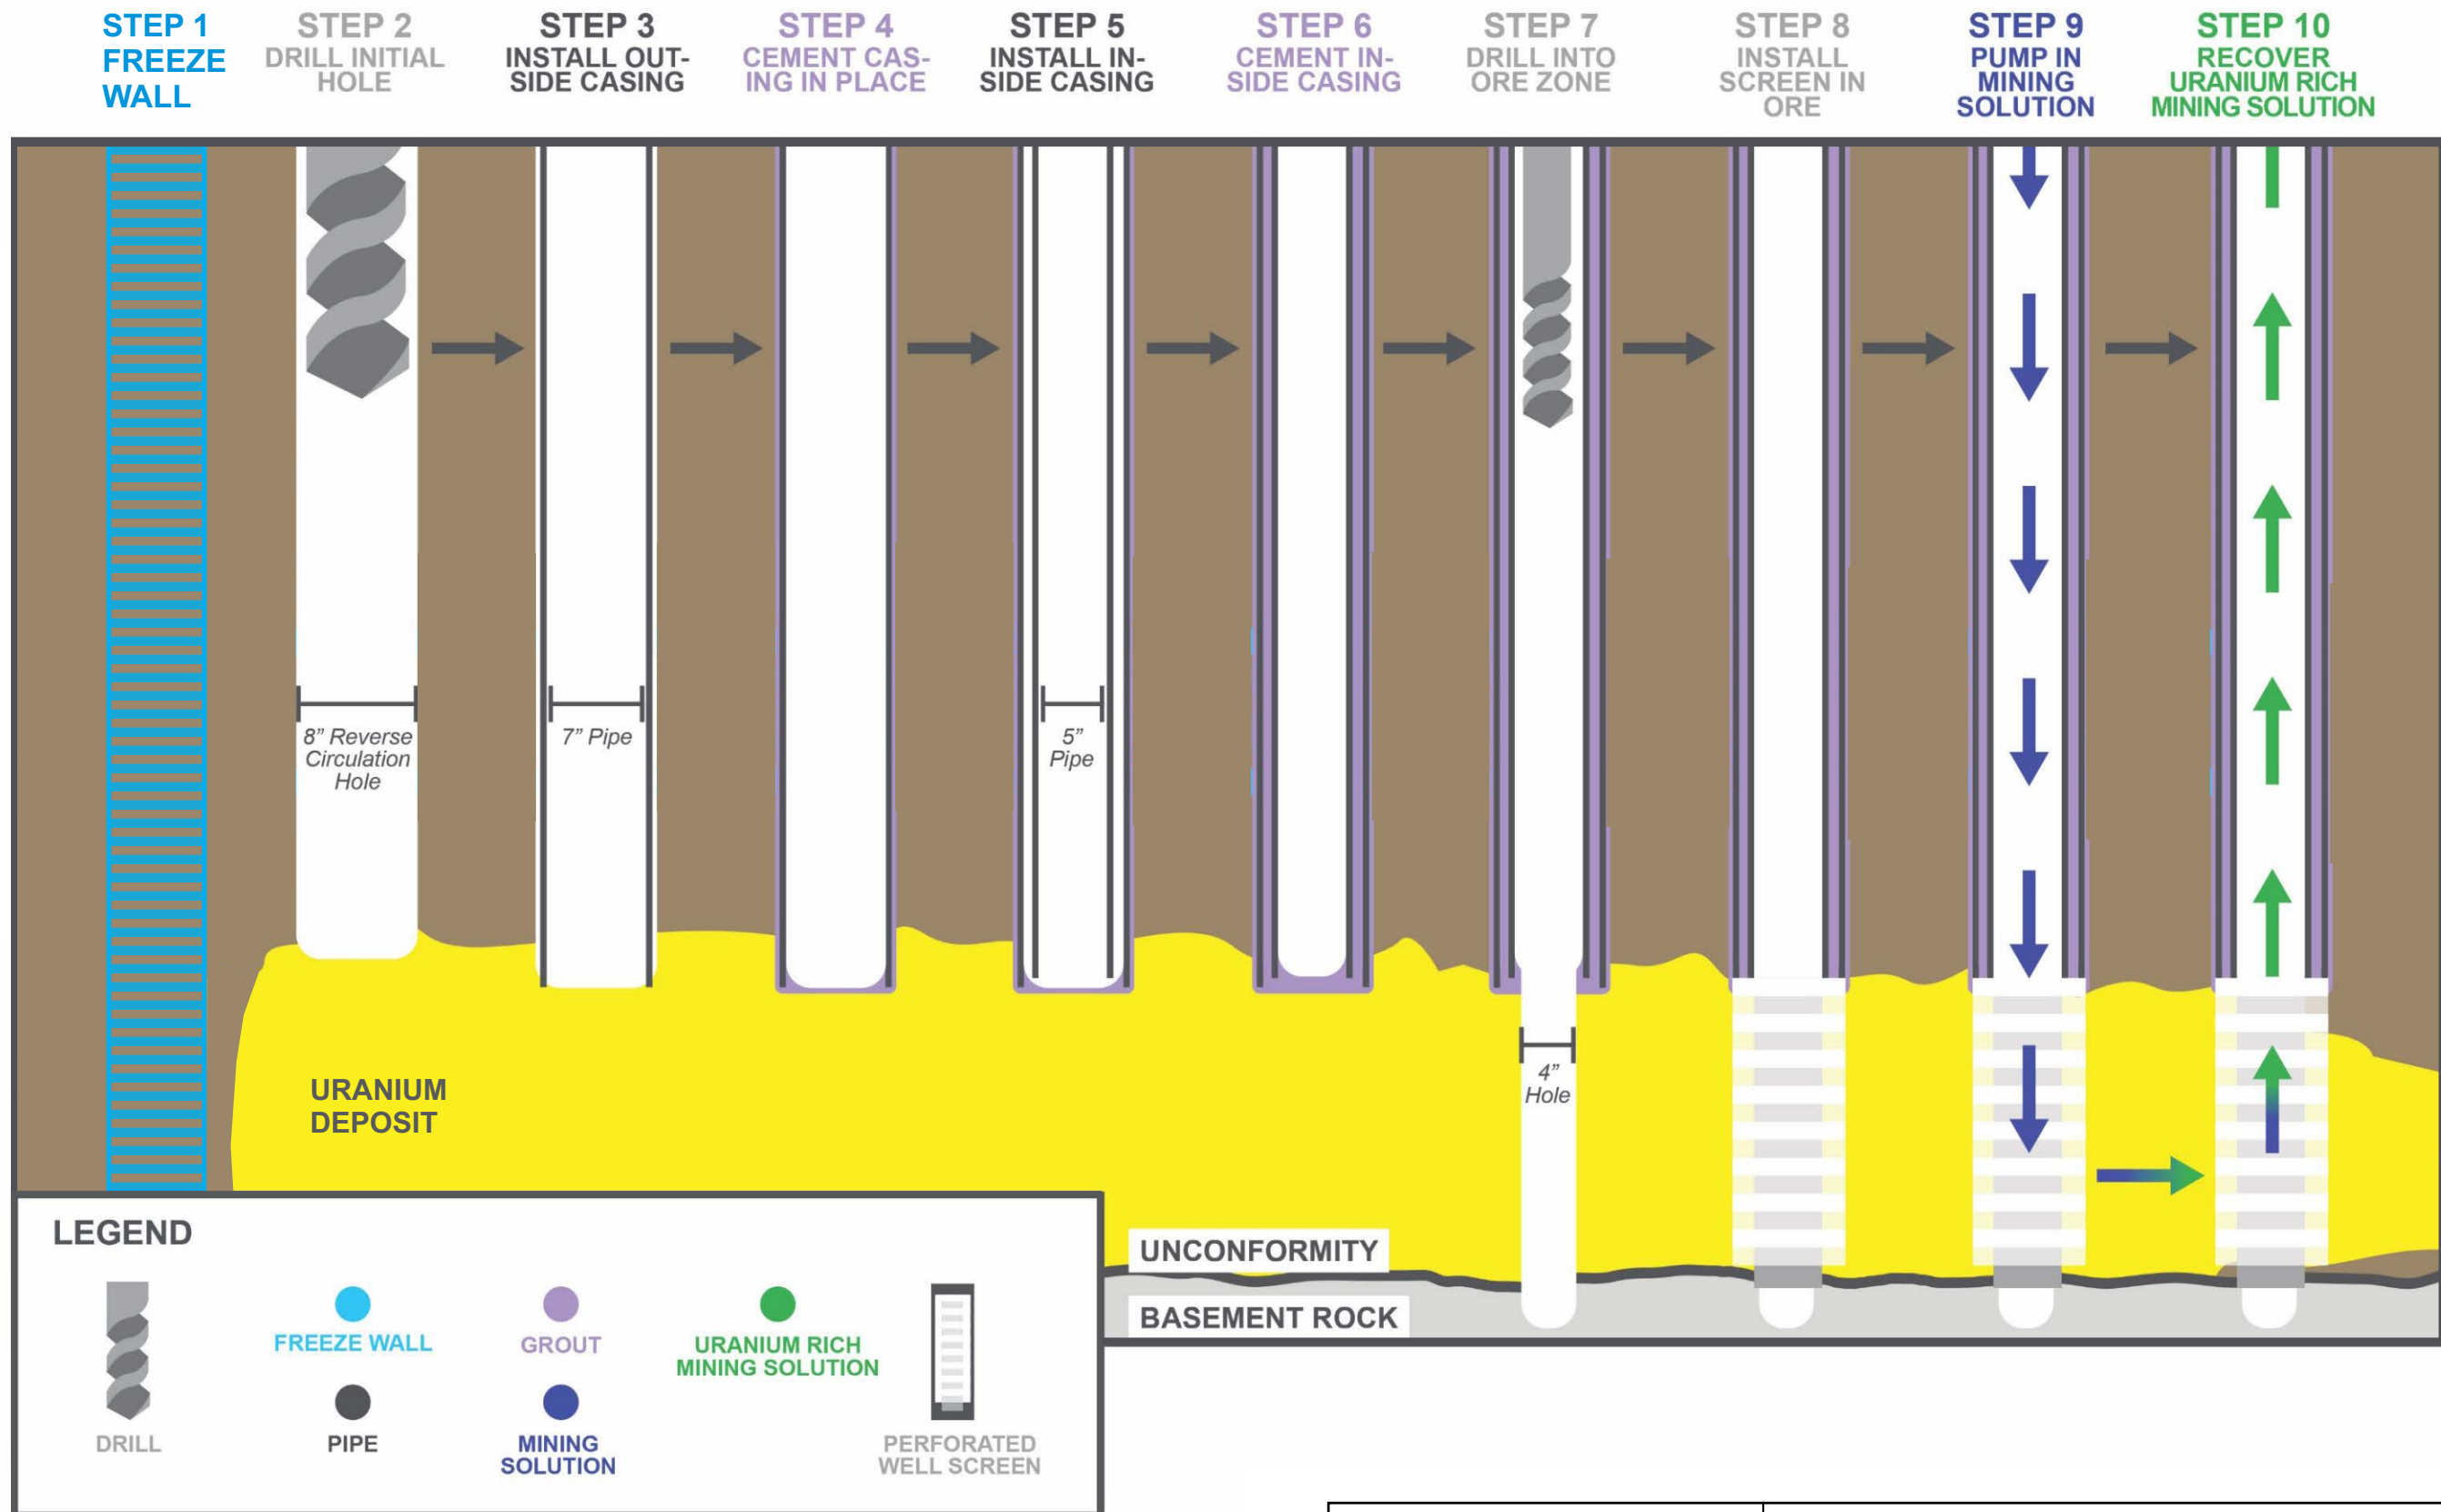 STEP 1
FREEZE
WALL
STEP 2
DRILL INITIAL
HOLE
STEP 3
INSTALL OUT-
SIDE CASING
STEP 4
CEMENT CAS-
ING IN PLACE
STEP 5
INSTALL IN-
SIDE CASING
STEP 6
CEMENT IN-
SIDE CASING
STEP 7
DRILL INTO
ORE ZONE
STEP 8
INSTALL
SCREEN IN
ORE
STEP 9
PUMP IN
MINING
SOLUTION
STEP 10
RECOVER
URANIUM RICH
MINING SOLUTION
8” Reverse
Circulation
Hole
7” Pipe
5”
Pipe
4”
Hole
URANIUM
DEPOSIT
UNCONFORMITY
BASEMENT ROCK
LEGEND
DRILL
FREEZE WALL
PIPE
GROUT
MINING
SOLUTION
URANIUM RICH
MINING SOLUTION
PERFORATED
WELL SCREEN